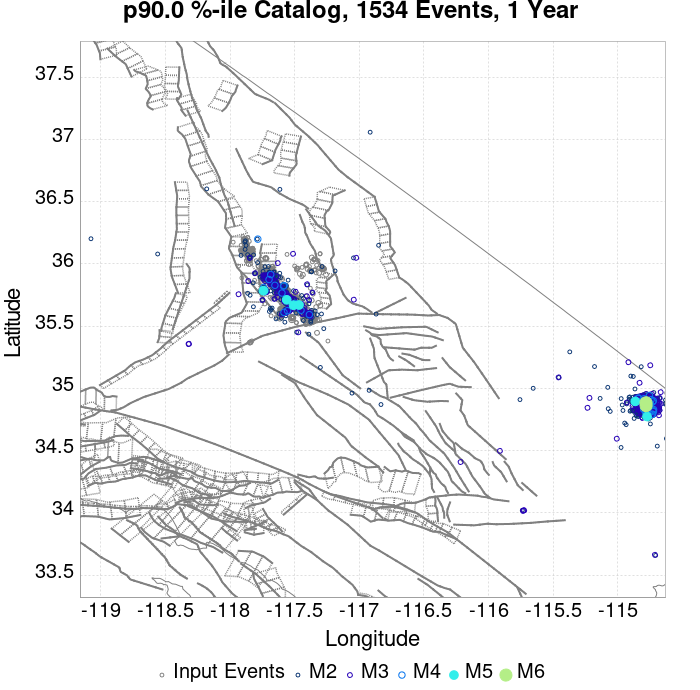 p90.0 %-ile Catalog, 1534 Events, 1 Year
37.5
37
36.5
36
35.5
35
34.5
34
33.5
Latitude
-119 -118.5 -118 -117.5 -117 -116.5 -116 -115.5 -115
Longitude
Input Events M2 M3 M4 M5 M6